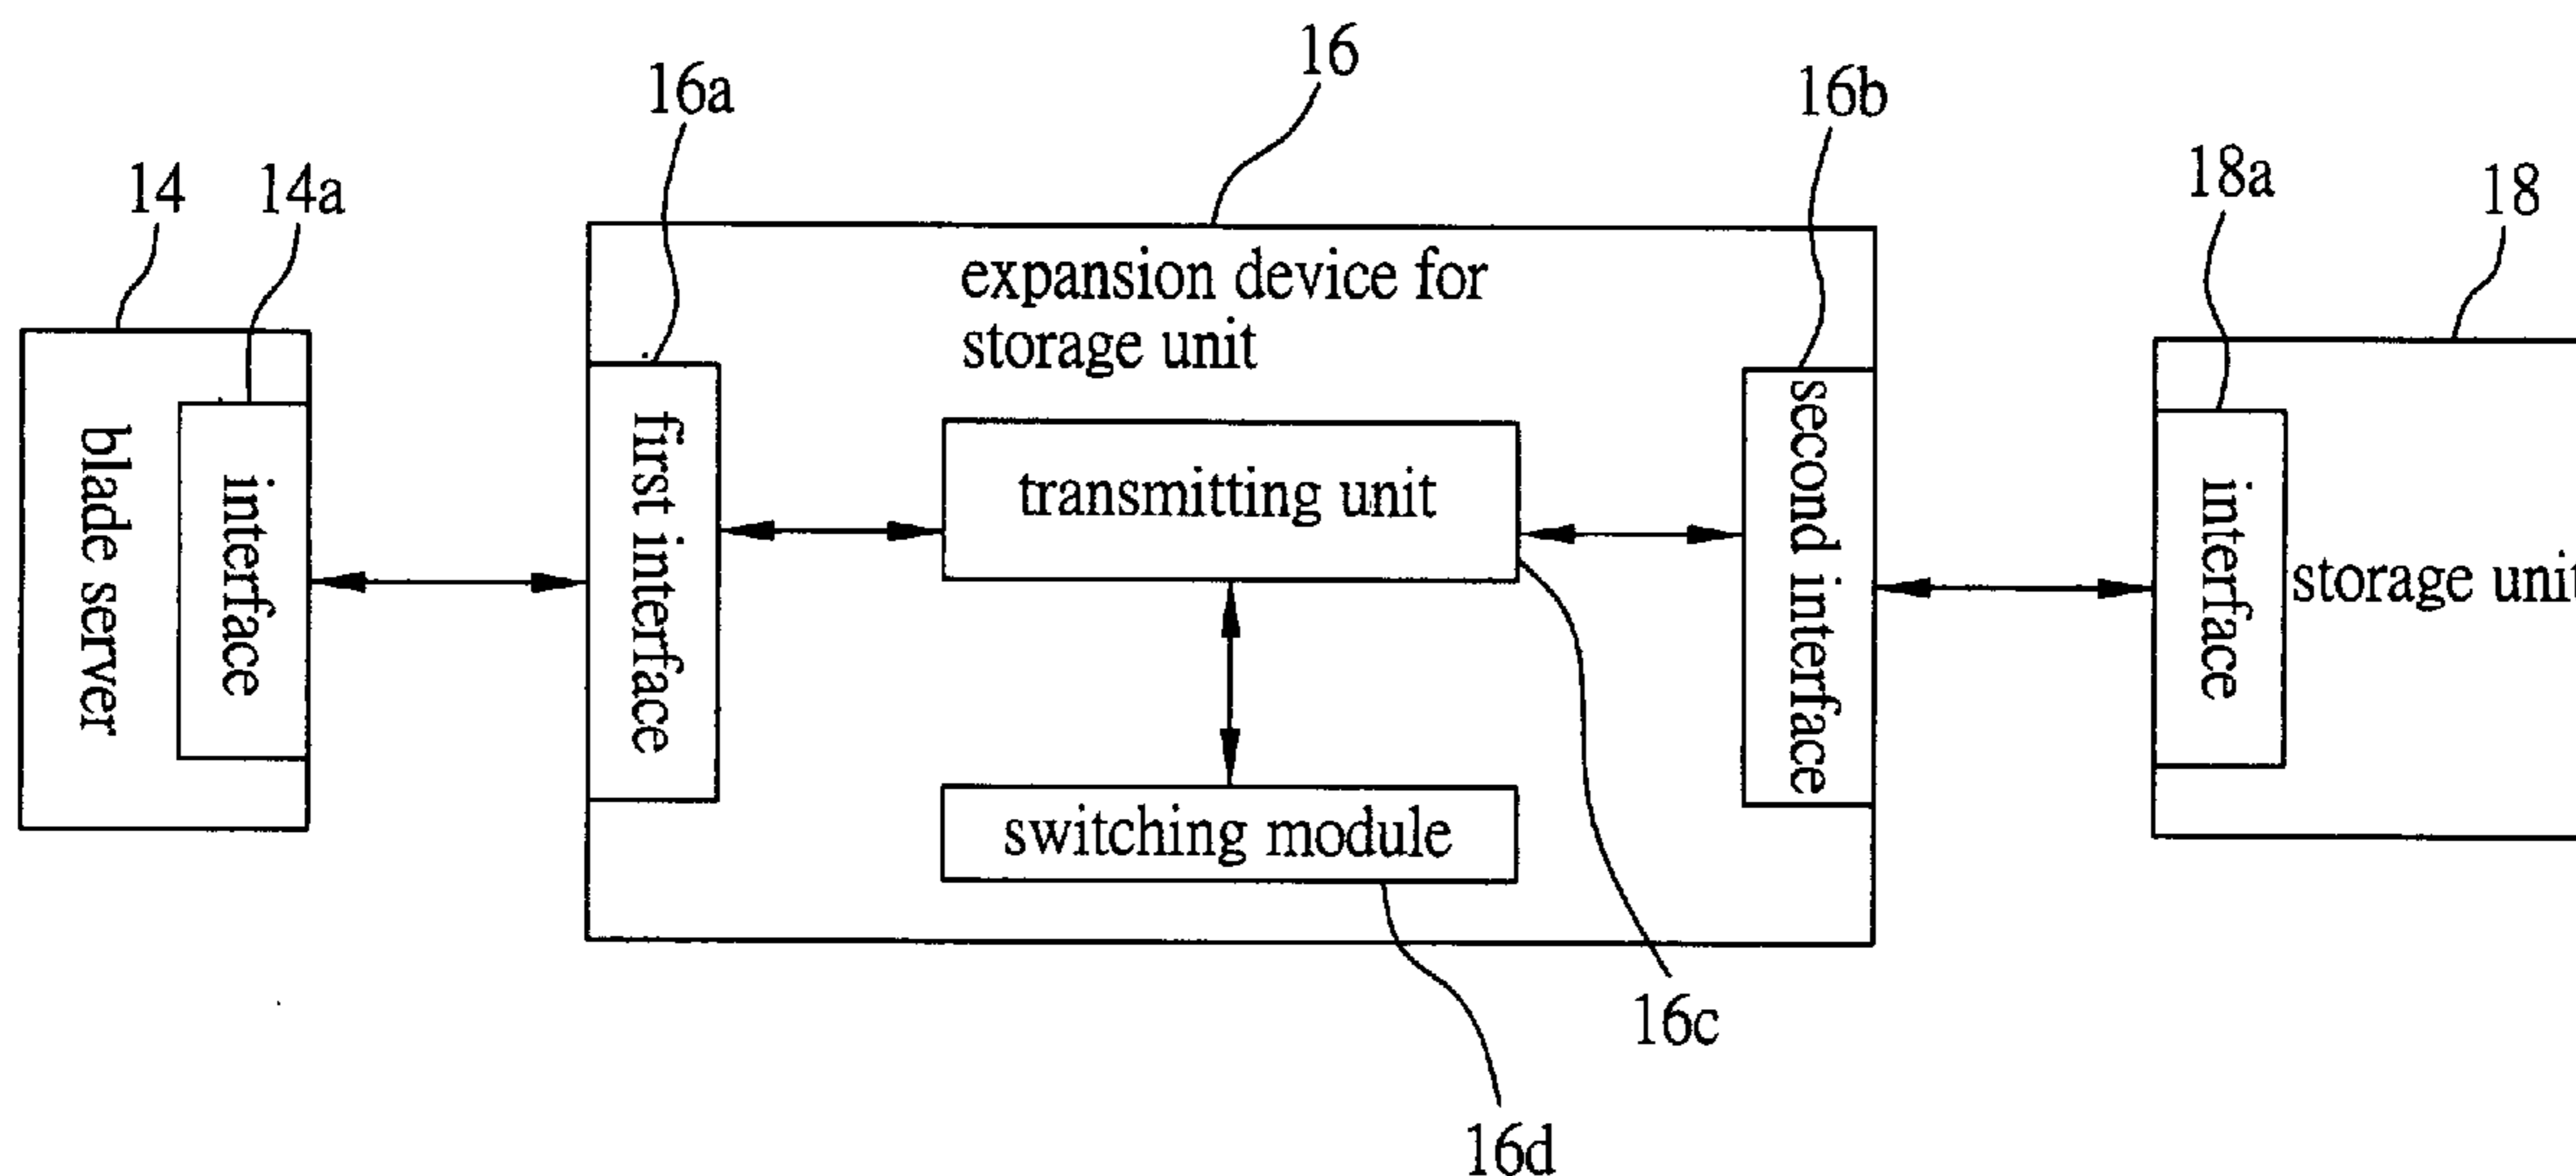 16
16a
16b
14
14a
18a
18
expansion device for
storage unit
blade server
interface
first interface
transmitting unit
second interface
interface
storage unit
switching module
16c
16d